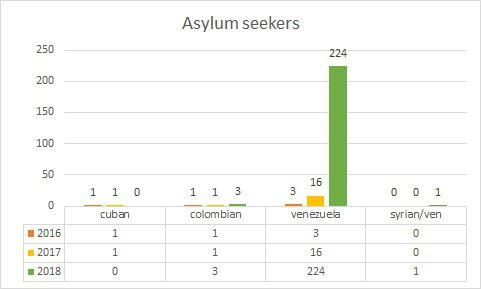 Asylum seekers
250
200
150
100
50
0
1 1 0 1 1 3 3 16 224 0 0 1
cuban colombian venezuela syrian/ven
2016 1 1 3 0
2017 1 1 16 0
2018 0 3 224 1